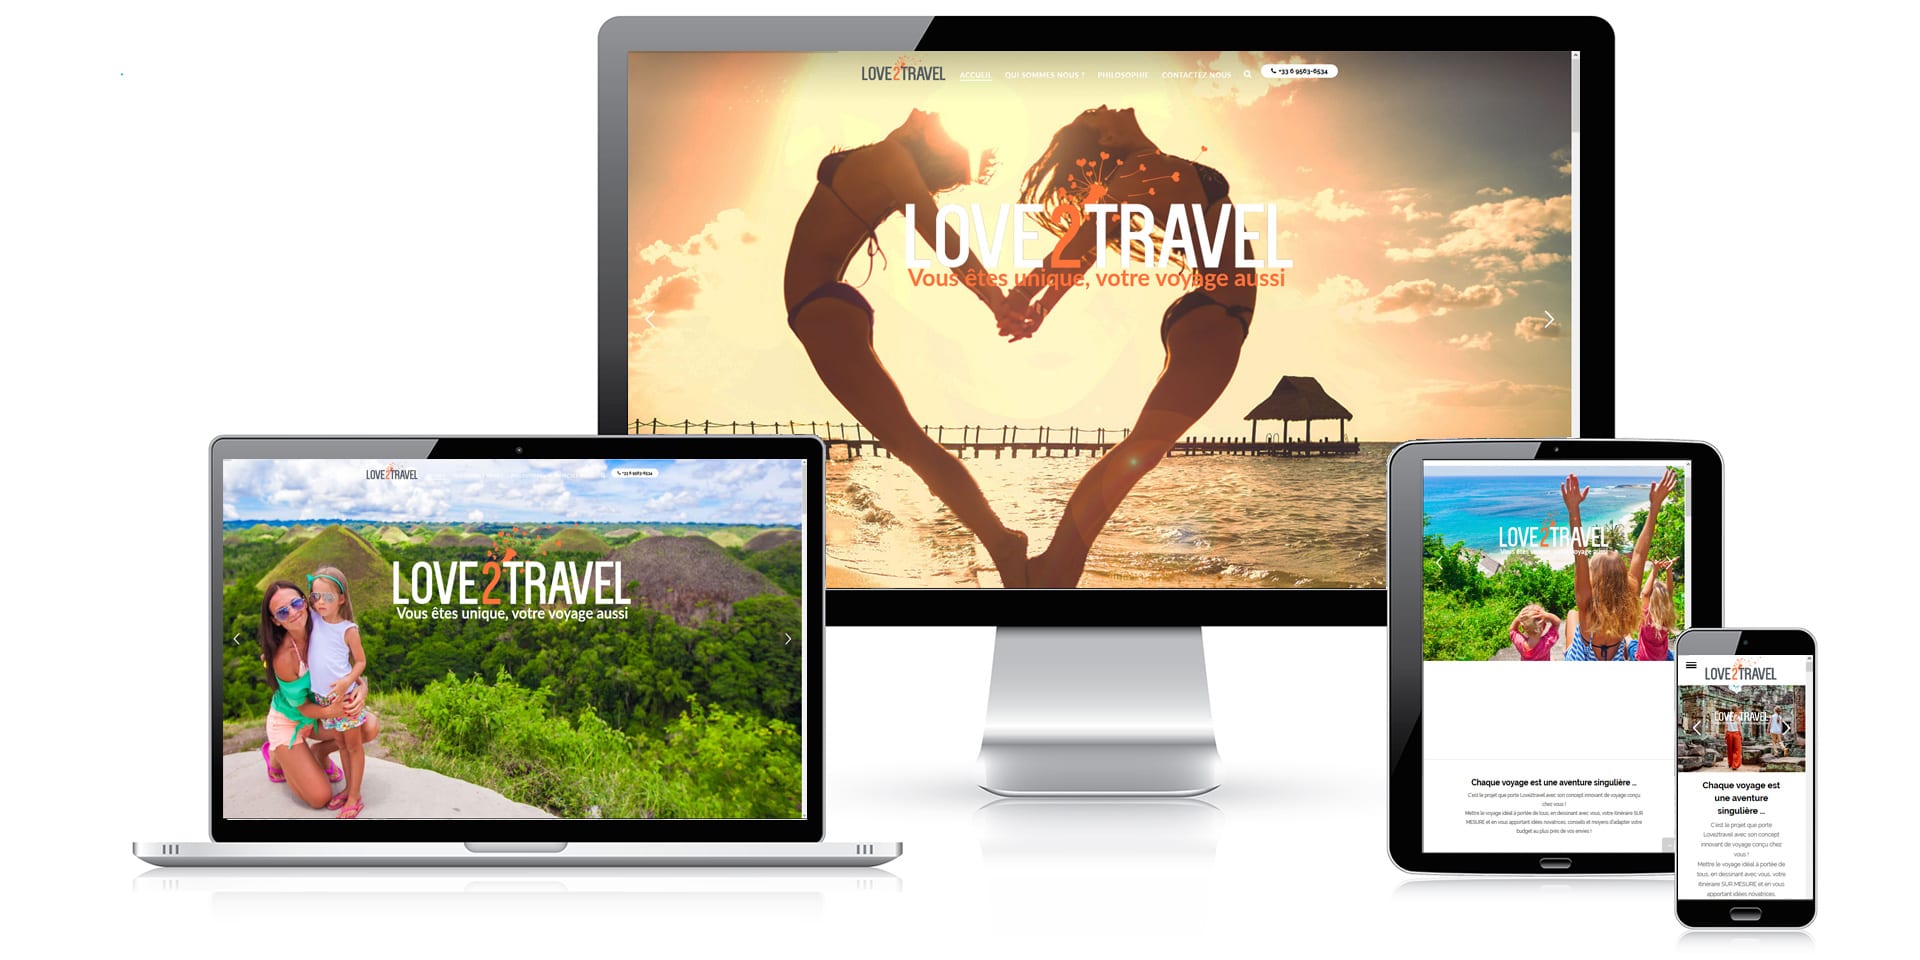 LOVE2TRAVEL ACCUEIL QUI SOMMES NOUS ? PHILOSOPHIE CONTACTEZ NOUS +33 6 9563-6534
LOVE2TRAVEL
Vous êtes unique, votre voyage aussi
LOVE2TRAVEL +33 6 9563-6534
LOVE2TRAVEL
Vous êtes unique, votre voyage aussi
LOVE2TRAVEL
Vous êtes unique, votre voyage aussi
Chaque voyage est une aventure singulière ...
C'est le projet que porte Love2travel avec son concept innovant de voyage conçu
chez vous !
Mettre le voyage idéal à portée de tous, en dessinant avec vous, votre itinéraire SUR
MESURE et en vous apportant idées novatrices, conseils et moyens d'adapter votre
budget au plus près de vos envies !
LOVE2TRAVEL
LOVE2TRAVEL
Chaque voyage est
une aventure
singulière ...
C'est le projet que porte
Love2travel avec son concept
innovant de voyage conçu chez
vous !
Mettre le voyage idéal à portée de
tous, en dessinant avec vous, votre
itinéraire SUR MESURE et en vous
apportant idées novatrices,